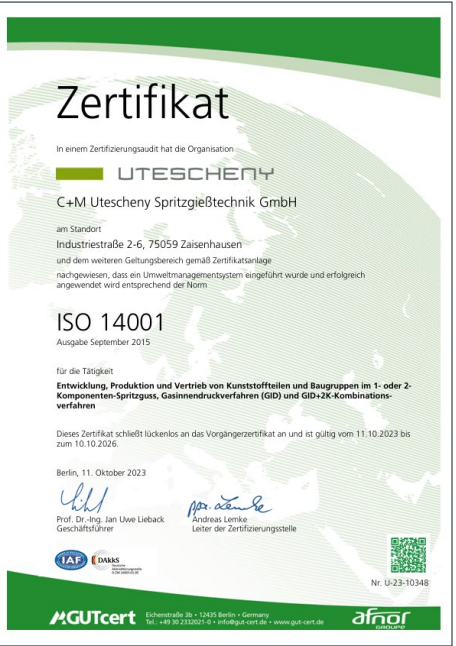 Zertifikat
In einem Zertifizierungsaudit hat die Organisation
UTESCHENY
C+M Utescheny Spritzgießtechnik GmbH
am Standort
Industriestraße 2-6, 75059 Zaisenhausen
und dem weiteren Geltungsbereich gemäß Zertifikatsanlage
nachgewiesen, dass ein Umweltmanagementsystem eingeführt wurde und erfolgreich
angewendet wird entsprechend der Norm
ISO 14001
Ausgabe September 2015
für die Tätigkeit
Entwicklung, Produktion und Vertrieb von Kunststoffteilen und Baugruppen im 1- oder 2-
Komponenten-Spritzguss, Gasinnendruckverfahren (GID) und GID+2K-Kombinations-
verfahren
Dieses Zertifikat schließt lückenlos an das Vorgängerzertifikat an und ist gültig vom 11.10.2023 bis
zum 10.10.2026.
Berlin, 11. Oktober 2023
ppa. Lemke
Prof. Dr.-Ing. Jan Uwe Lieback
Geschäftsführer
Andreas Lemke
Leiter der Zertifizierungsstelle
IAF
DAkkS
Nr. U-23-10348
GUTcert
Eichenstraße 3b • 12435 Berlin • Germany
Tel.: +49 30 2332021-0 • info@gut-cert.de • www.gut-cert.de
afnor
GROUPE